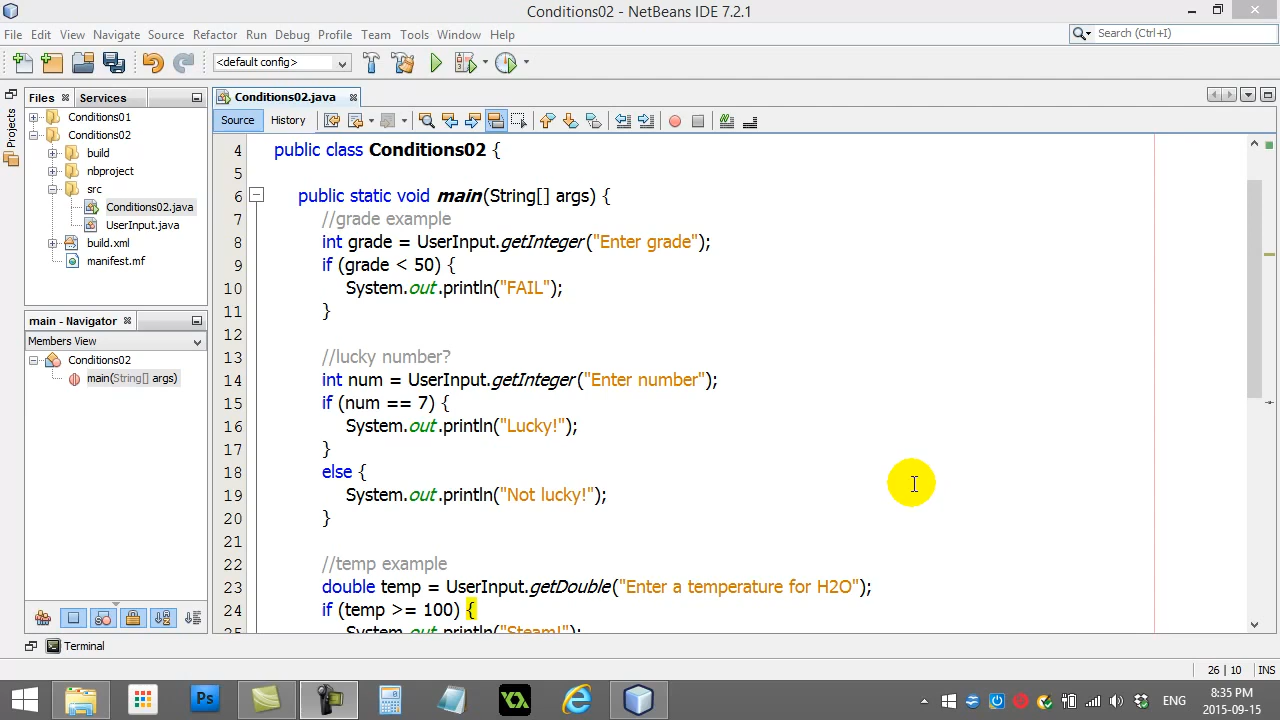 Conditions02 - NetBeans IDE 7.2.1
File Edit View Navigate Source Refactor Run Debug Profile Team Tools Window Help
Search (Ctrl+I)
<default config>
Projects
Files
Services
Conditions01
Conditions02
build
nbproject
src
Conditions02.java
UserInput.java
build.xml
manifest.mf
main - Navigator
Members View
Conditions02
main(String[] args)
Conditions02.java
Source History
4 public class Conditions02 {
5
6 public static void main(String[] args) {
7 //grade example
8 int grade = UserInput.getInteger("Enter grade");
9 if (grade < 50) {
10 System.out.println("FAIL");
11 }
12
13 //lucky number?
14 int num = UserInput.getInteger("Enter number");
15 if (num == 7) {
16 System.out.println("Lucky!");
17 }
18 else {
19 System.out.println("Not lucky!");
20 }
21
22 //temp example
23 double temp = UserInput.getDouble("Enter a temperature for H2O");
24 if (temp >= 100) {
25 System.out.println("Steam!");
Terminal
26 | 10 INS
Ps
ENG
8:35 PM
2015-09-15